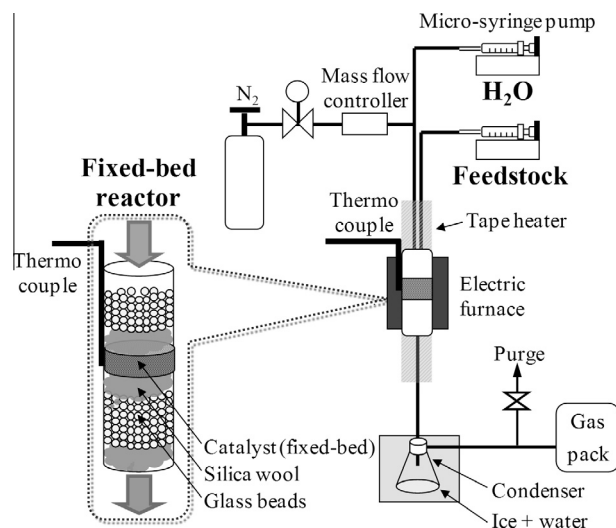 Micro-syringe pump
H₂O
Mass flow
controller
N₂
Feedstock
Fixed-bed
reactor
Thermo
couple
Tape heater
Thermo
couple
Electric
furnace
Purge
Gas
pack
Catalyst (fixed-bed)
Silica wool
Glass beads
Condenser
Ice + water